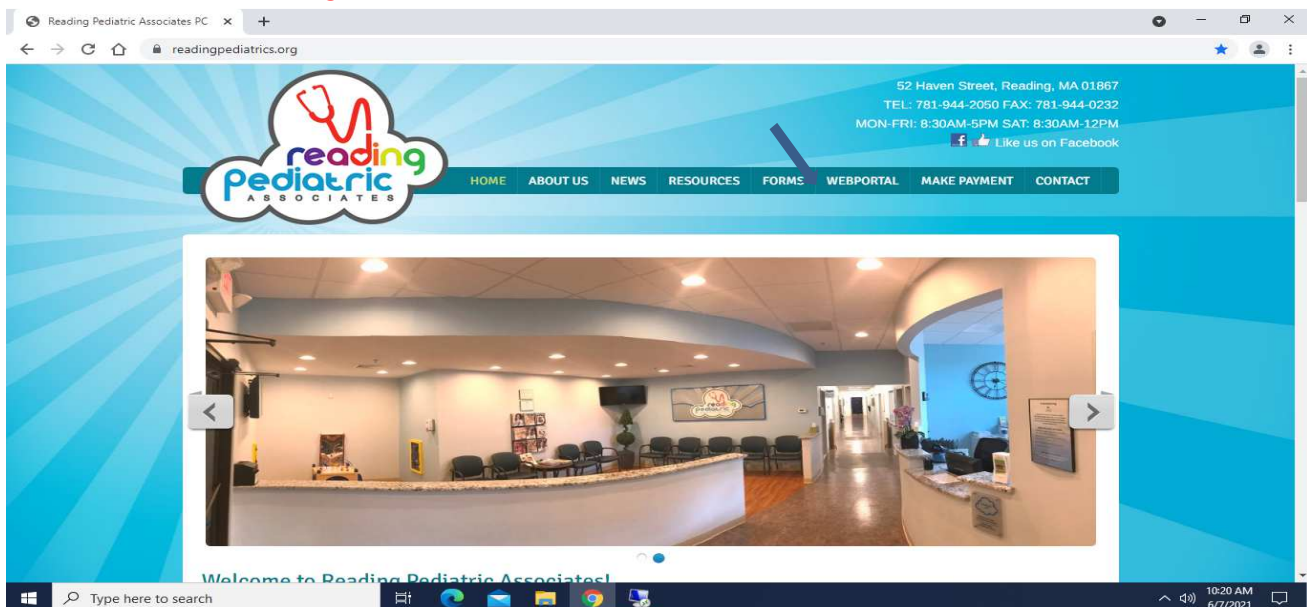 Reading Pediatric Associates PC
readingpediatrics.org
52 Haven Street, Reading, MA 01867
TEL: 781-944-2050 FAX: 781-944-0232
MON-FRI: 8:30AM-5PM SAT: 8:30AM-12PM
Like us on Facebook
reading
Pediatric
ASSOCIATES
HOME ABOUT US NEWS RESOURCES FORMS WEBPORTAL MAKE PAYMENT CONTACT
reading
pediatric
Welcome to Reading Pediatric Associates!
Type here to search
10:20 AM
6/7/2021